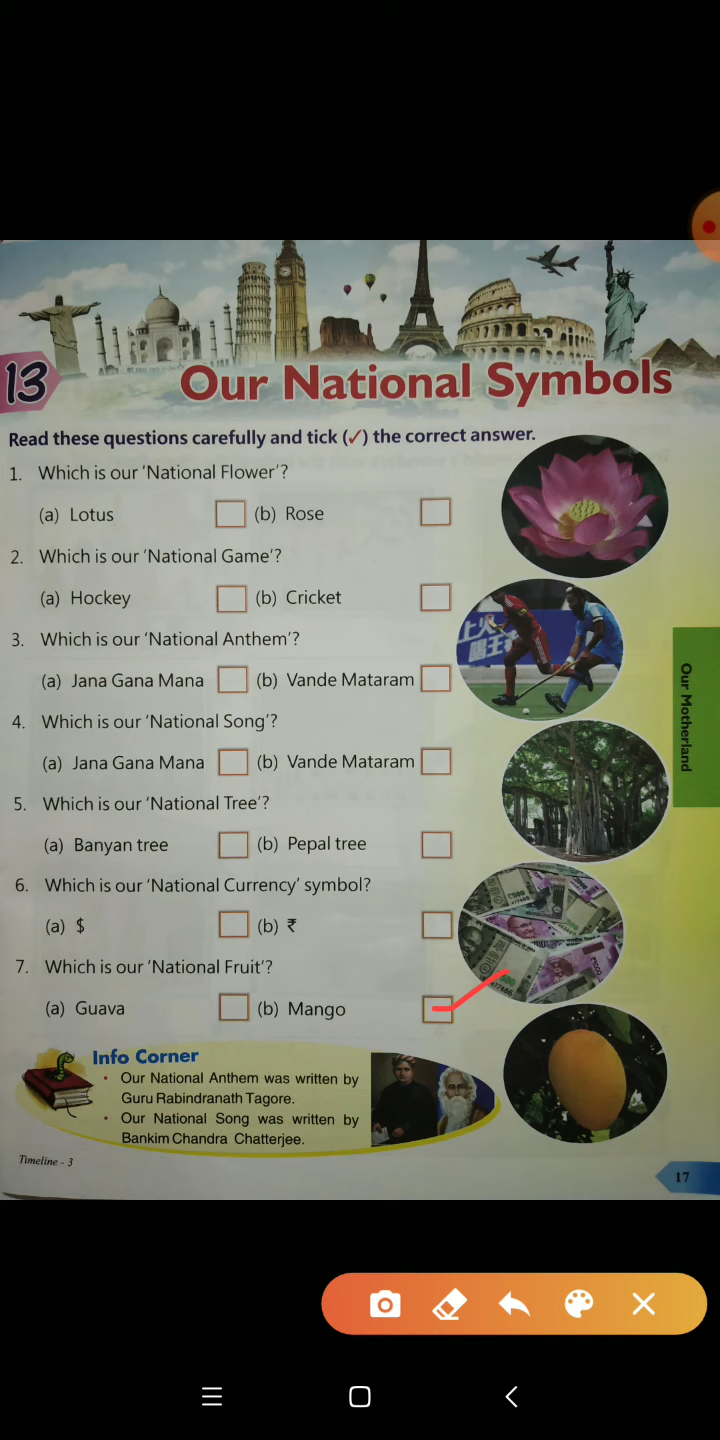 13
Our National Symbols
Read these questions carefully and tick (✓) the correct answer.
1. Which is our 'National Flower'?
(a) Lotus (b) Rose
2. Which is our 'National Game'?
(a) Hockey (b) Cricket
3. Which is our 'National Anthem'?
(a) Jana Gana Mana (b) Vande Mataram
4. Which is our 'National Song'?
(a) Jana Gana Mana (b) Vande Mataram
5. Which is our 'National Tree'?
(a) Banyan tree (b) Pepal tree
6. Which is our 'National Currency' symbol?
(a) $ (b) ₹
7. Which is our 'National Fruit'?
(a) Guava (b) Mango
Our Motherland
Info Corner
• Our National Anthem was written by
Guru Rabindranath Tagore.
• Our National Song was written by
Bankim Chandra Chatterjee.
Timeline - 3
17